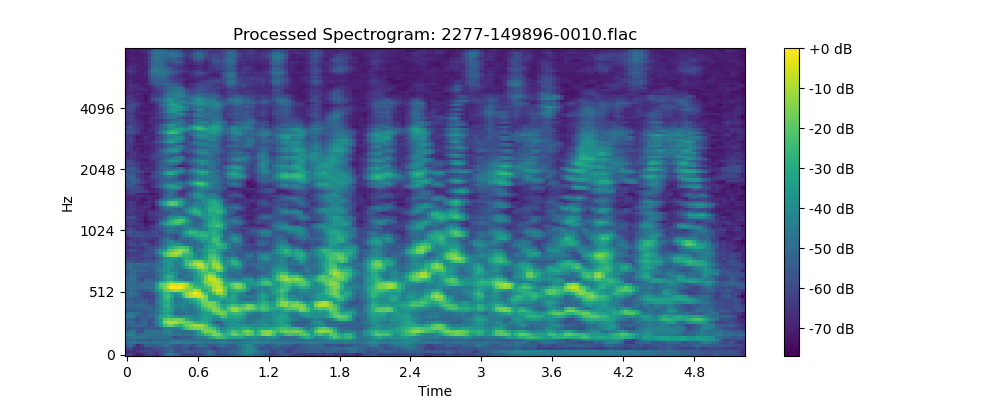 Processed Spectrogram: 2277-149896-0010.flac
Hz
4096
2048
1024
512
0
0 0.6 1.2 1.8 2.4 3 3.6 4.2 4.8
Time
+0 dB
-10 dB
-20 dB
-30 dB
-40 dB
-50 dB
-60 dB
-70 dB